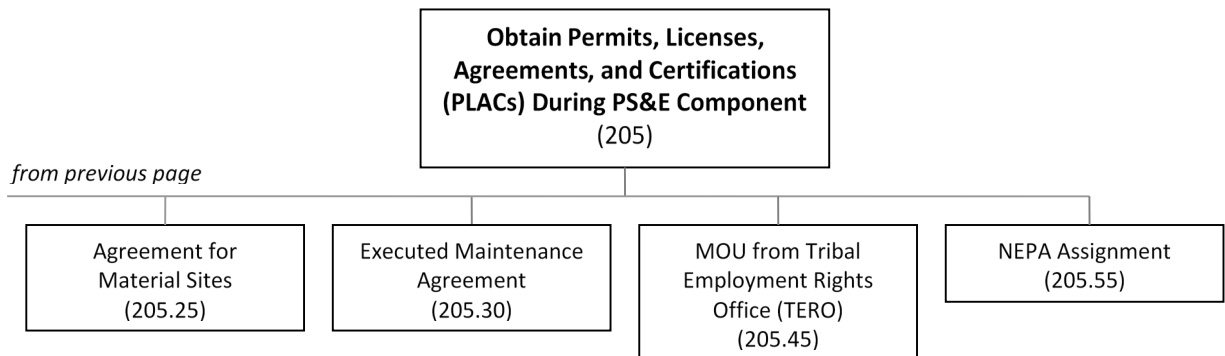 Obtain Permits, Licenses,
Agreements, and Certifications
(PLACs) During PS&E Component
(205)
from previous page
Agreement for
Material Sites
(205.25)
Executed Maintenance
Agreement
(205.30)
MOU from Tribal
Employment Rights
Office (TERO)
(205.45)
NEPA Assignment
(205.55)